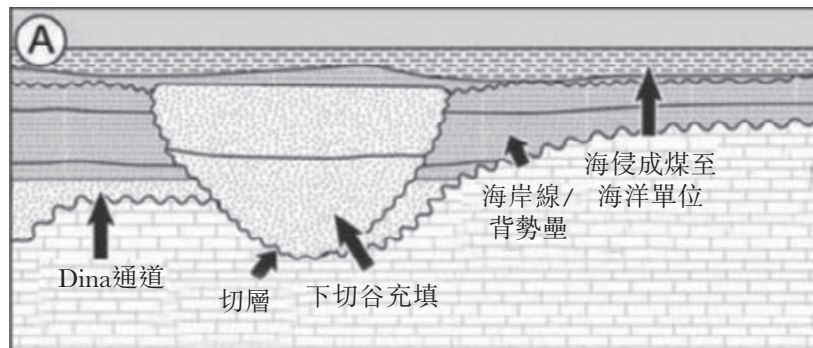 A
海侵成煤至
海洋單位
海岸線/
背勢壘
Dina通道
切層
下切谷充填